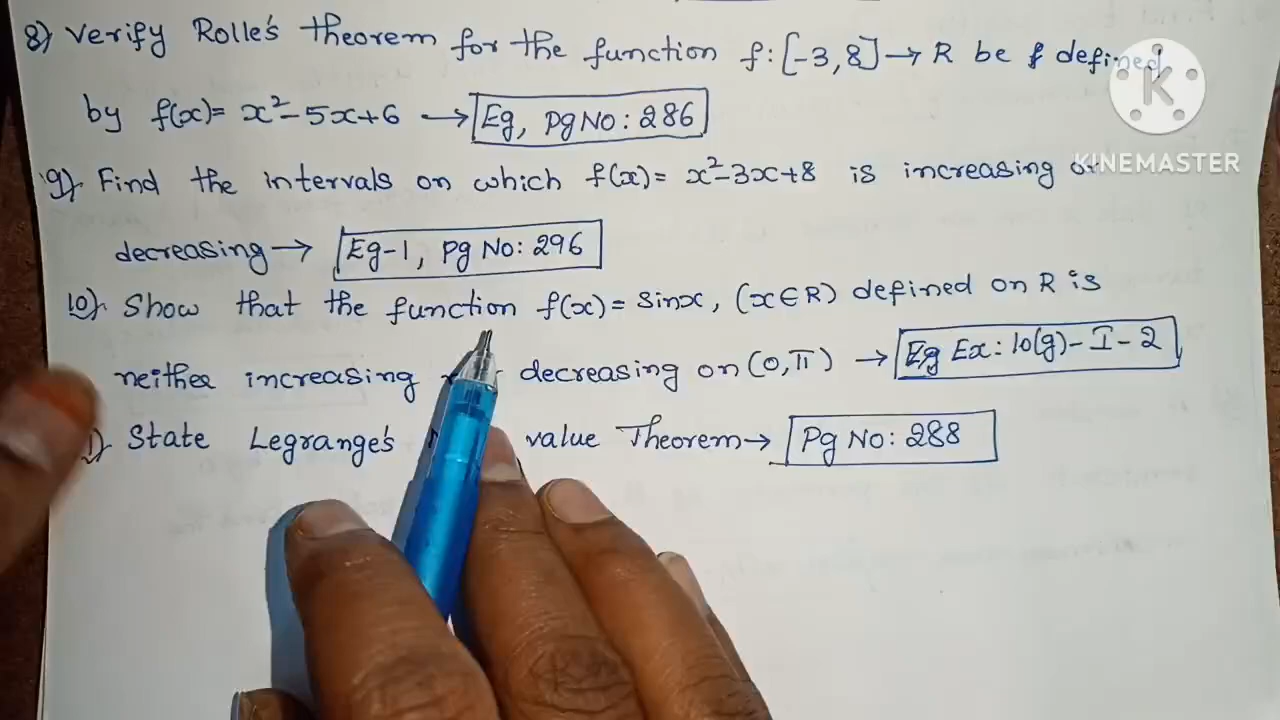 8) Verify Rolle's theorem for the function f: [-3,8] → R be f defined
by f(x)= x²-5x+6 → Eg, Pg No: 286
9) Find the intervals on which f(x)= x²-3x+8 is increasing or
decreasing → Eg-1, Pg No: 296
10) Show that the function f(x)= sinx, (x∈R) defined on R is
neither increasing decreasing on (0,π) → Eg Ex: 10(g)-I-2
State Legrange's value Theorem → Pg No: 288
K
KINEMASTER